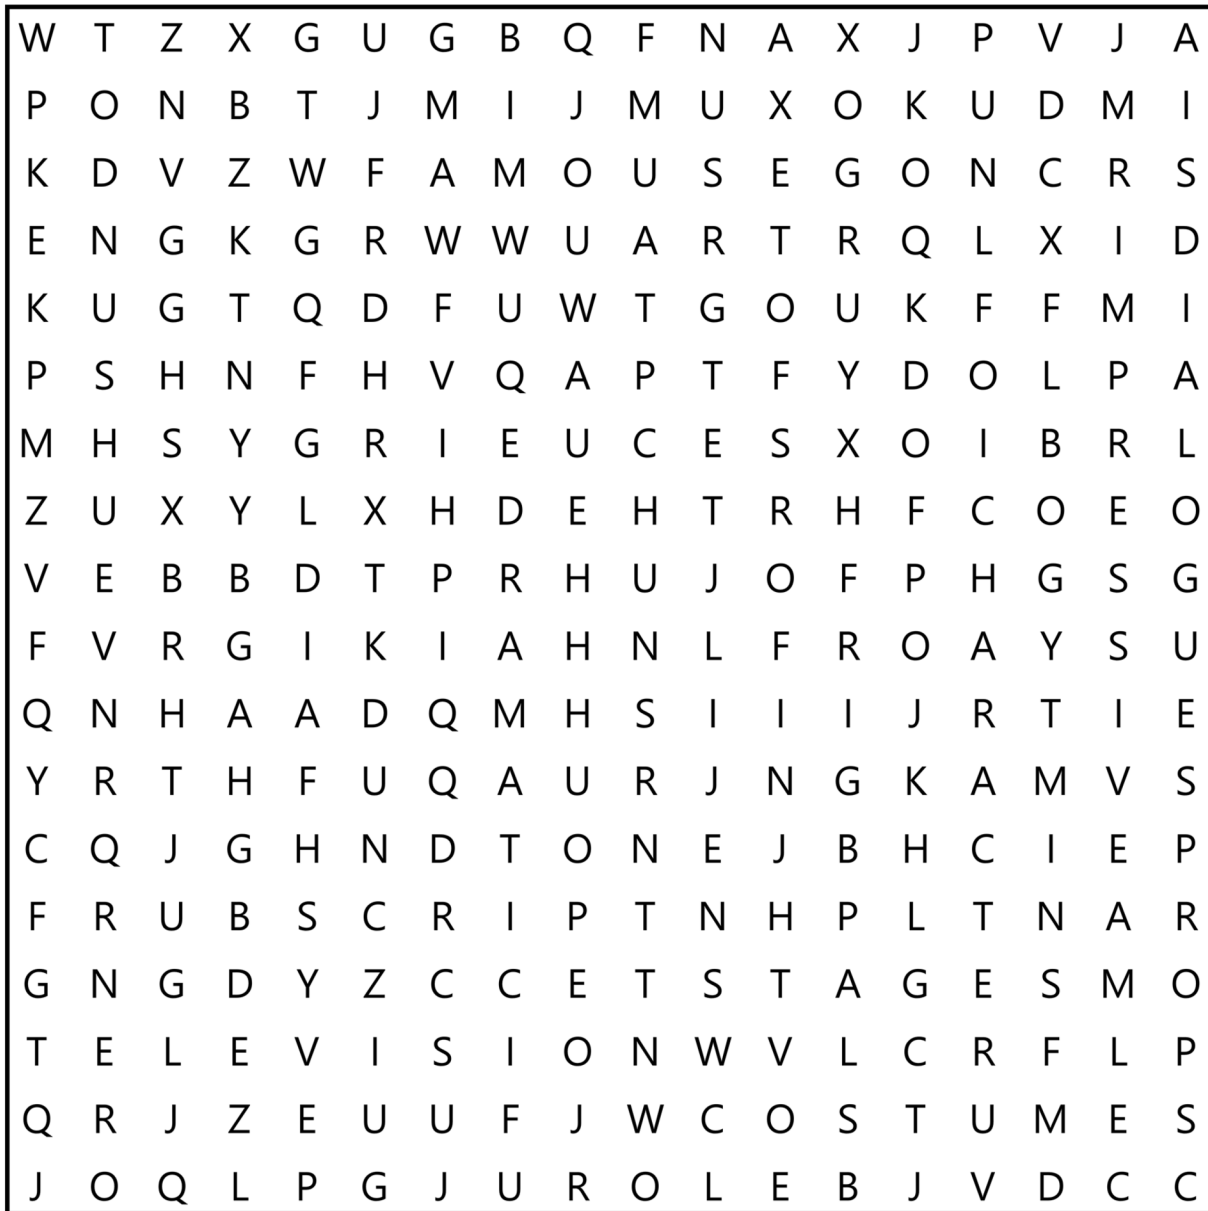 W T Z X G U G B Q F N A X J P V J A
P O N B T J M I J M U X O K U D M I
K D V Z W F A M O U S E G O N C R S
E N G K G R W W U A R T R Q L X I D
K U G T Q D F U W T G O U K F F M I
P S H N F H V Q A P T F Y D O L P A
M H S Y G R I E U C E S X O I B R L
Z U X Y L X H D E H T R H F C O E O
V E B B D T P R H U J O F P H G S G
F V R G I K I A H N L F R O A Y S U
Q N H A A D Q M H S I I I J R T I E
Y R T H F U Q A U R J N G K A M V S
C Q J G H N D T O N E J B H C I E P
F R U B S C R I P T N H P L T N A R
G N G D Y Z C C E T S T A G E S M O
T E L E V I S I O N W V L C R F L P
Q R J Z E U U F J W C O S T U M E S
J O Q L P G J U R O L E B J V D C C